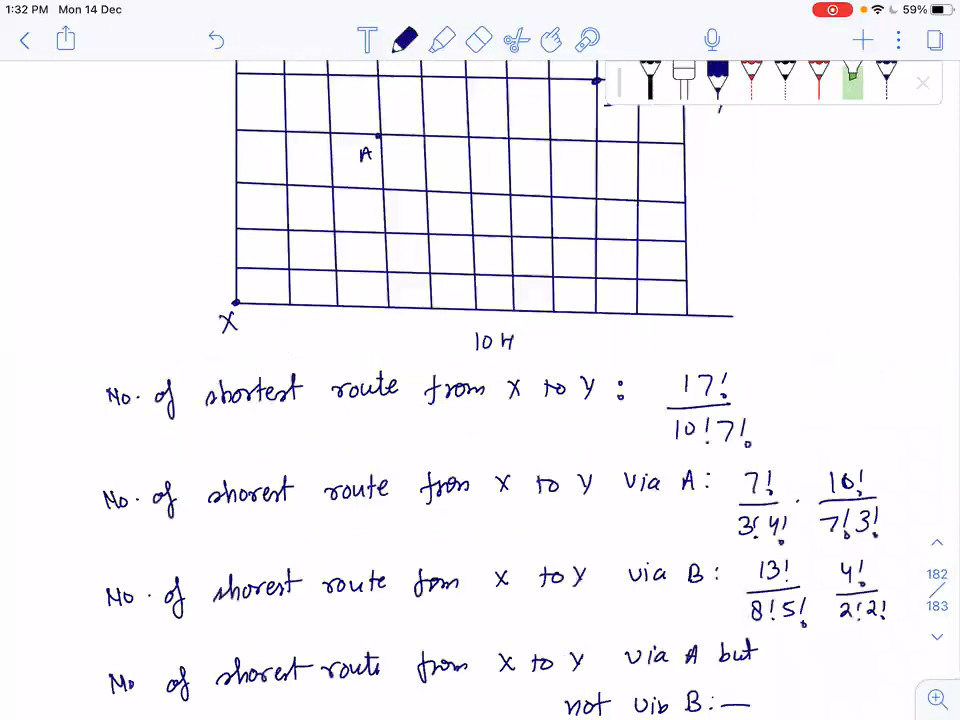 1:32 PM Mon 14 Dec
59%
T
A
X
10 H
No. of shortest route from X to Y : 17! / 10! 7!
No. of shorest route from X to Y via A : 7! / 3! 4! . 10! / 7! 3!
No. of shorest route from X to Y via B : 13! / 8! 5! 4! / 2! 2!
182 / 183
No of shorest route from X to Y via A but
not via B : —